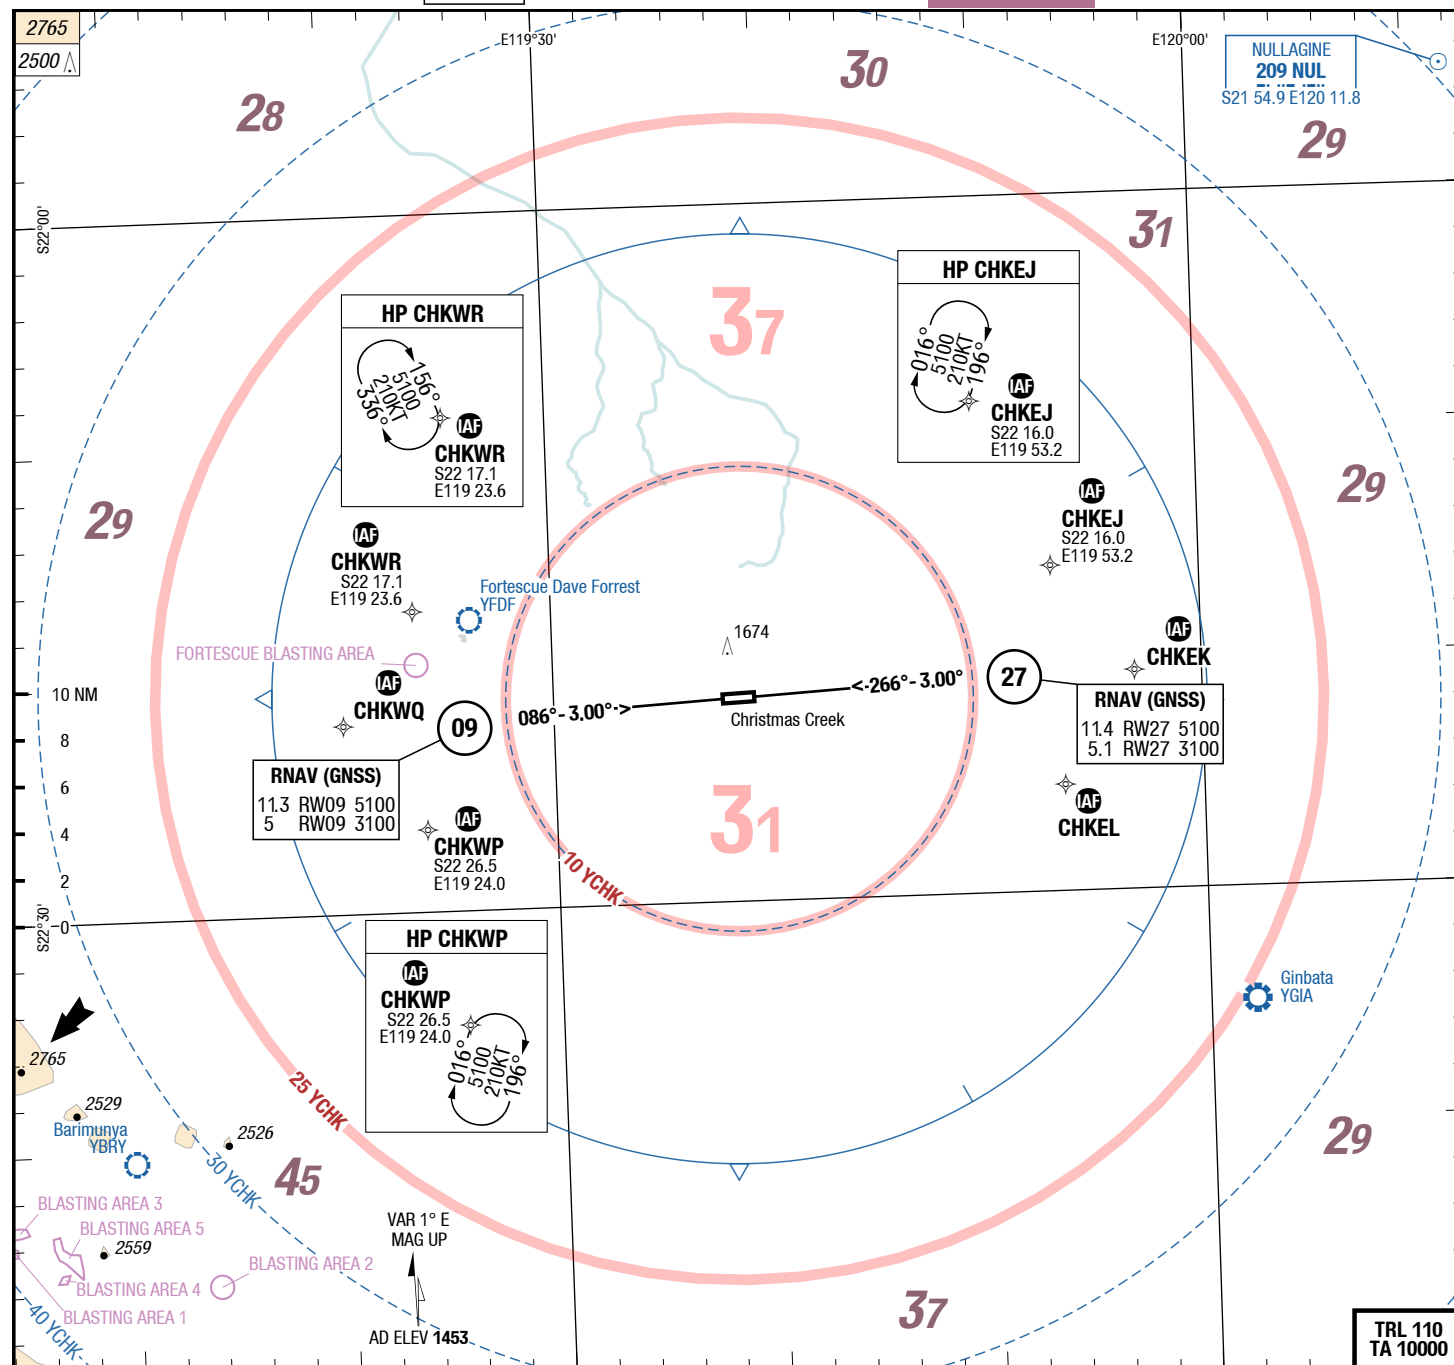 2765
2500
E119°30'
E120°00'
NULLAGINE
209 NUL
S21 54.9 E120 11.8
28
30
29
31
S22°00'
HP CHKWR
156°
5100
210KT
336°
IAF
CHKWR
S22 17.1
E119 23.6
HP CHKEJ
016°
5100
210KT
196°
IAF
CHKEJ
S22 16.0
E119 53.2
37
29
29
IAF
CHKWR
S22 17.1
E119 23.6
IAF
CHKEJ
S22 16.0
E119 53.2
Fortescue Dave Forrest
YFDF
FORTESCUE BLASTING AREA
1674
IAF
CHKEK
IAF
CHKWQ
10 NM
8
6
4
2
0
09
086°- 3.00°->
<-266°- 3.00°
27
Christmas Creek
RNAV (GNSS)
11.4 RW27 5100
5.1 RW27 3100
RNAV (GNSS)
11.3 RW09 5100
5 RW09 3100
IAF
CHKEL
IAF
CHKWP
S22 26.5
E119 24.0
31
10 YCHK
S22°30'
HP CHKWP
IAF
CHKWP
S22 26.5
E119 24.0
016°
5100
210KT
196°
Ginbata
YGIA
2765
2529
Barimunya
YBRY
2526
25 YCHK
30 YCHK
45
29
BLASTING AREA 3
BLASTING AREA 5
2559
BLASTING AREA 2
BLASTING AREA 4
BLASTING AREA 1
40 YCHK
VAR 1° E
MAG UP
AD ELEV 1453
37
TRL 110
TA 10000